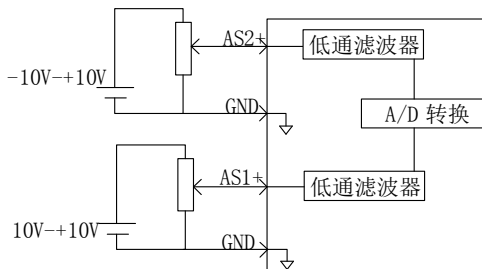 AS2+
低通滤波器
-10V-+10V
GND
A/D 转换
AS1+
低通滤波器
10V-+10V
GND